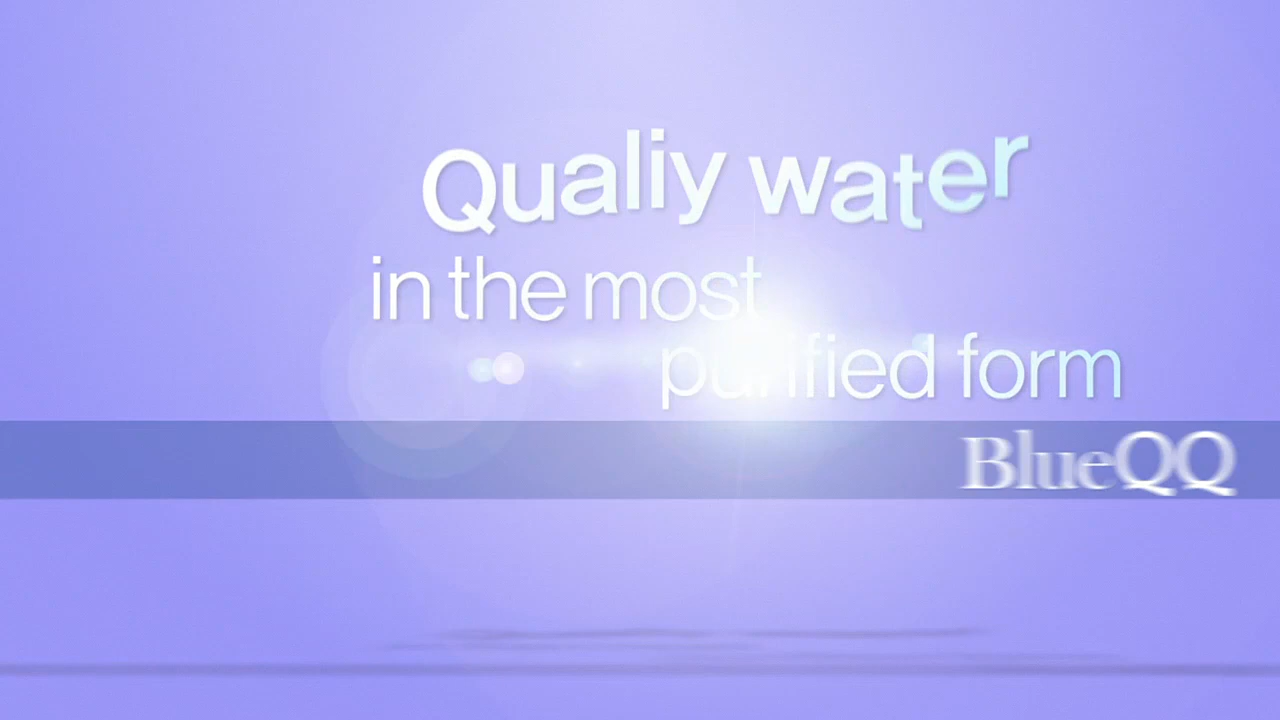 Qualiy water
in the most
purified form
BlueQQ